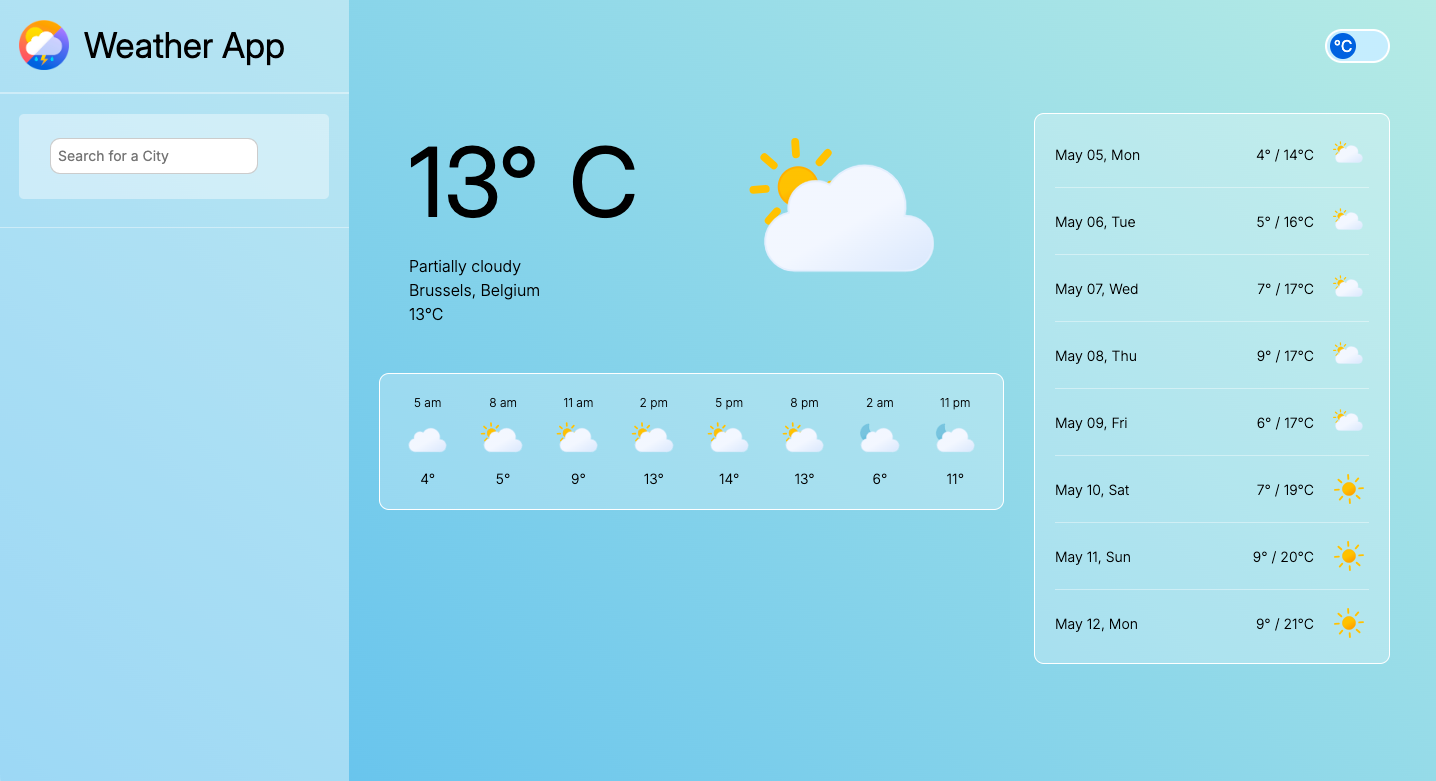 Weather App
°C
Search for a City
13° C
Partially cloudy
Brussels, Belgium
13°C
5 am 8 am 11 am 2 pm 5 pm 8 pm 2 am 11 pm
4° 5° 9° 13° 14° 13° 6° 11°
May 05, Mon 4° / 14°C
May 06, Tue 5° / 16°C
May 07, Wed 7° / 17°C
May 08, Thu 9° / 17°C
May 09, Fri 6° / 17°C
May 10, Sat 7° / 19°C
May 11, Sun 9° / 20°C
May 12, Mon 9° / 21°C